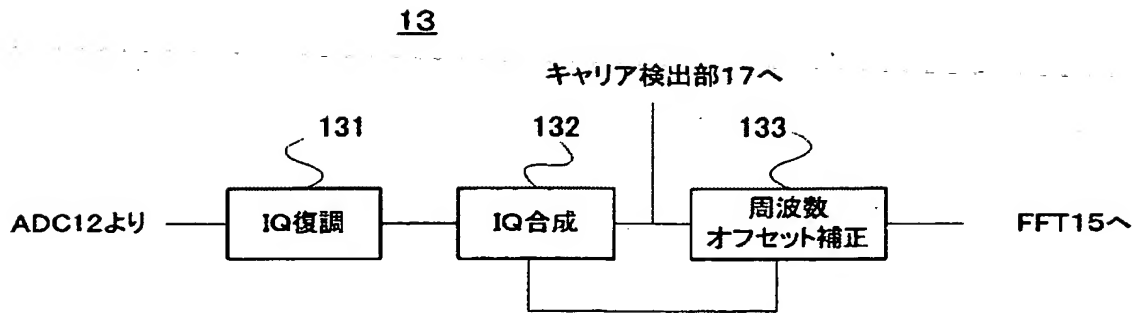 13
キャリア検出部17へ
131
132
133
ADC12より
IQ復調
IQ合成
周波数
オフセット補正
FFT15へ